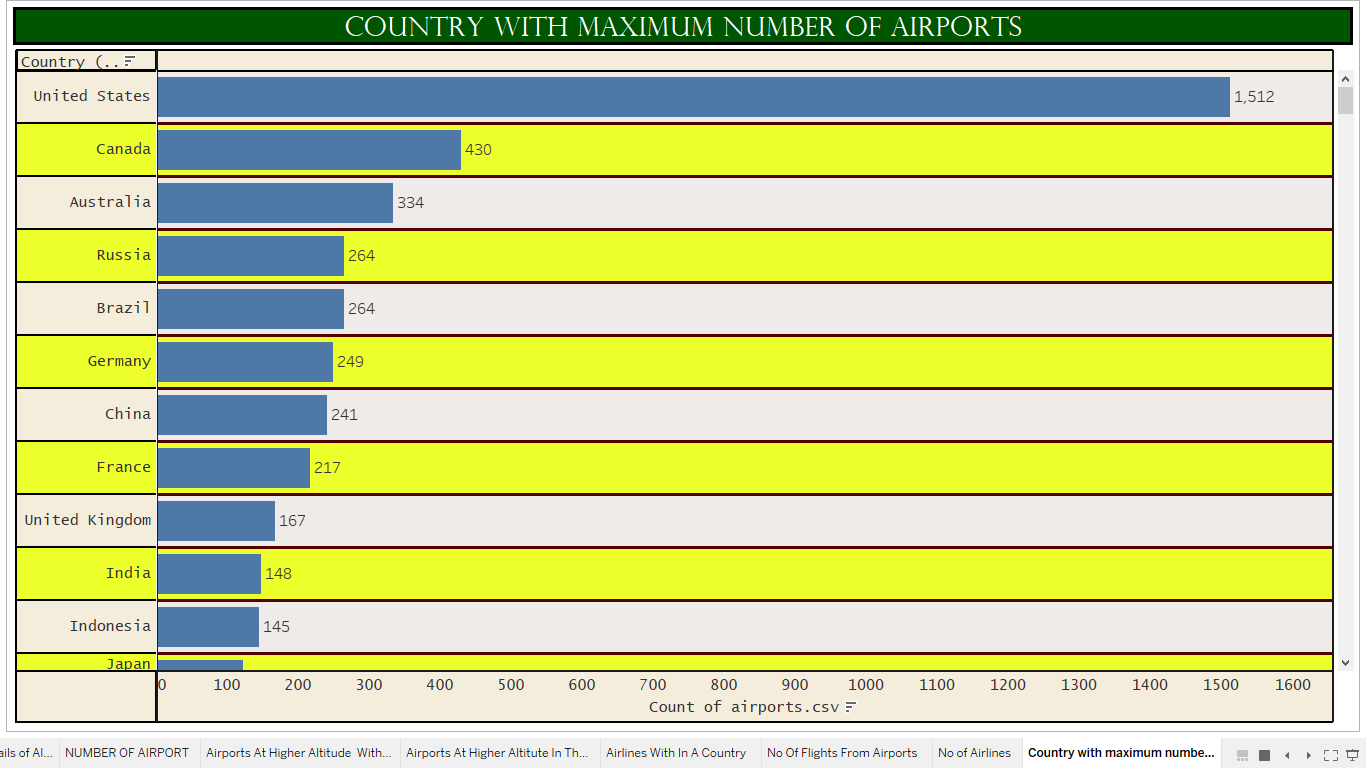 COUNTRY WITH MAXIMUM NUMBER OF AIRPORTS
Country (..
United States 1,512
Canada 430
Australia 334
Russia 264
Brazil 264
Germany 249
China 241
France 217
United Kingdom 167
India 148
Indonesia 145
Japan
0 100 200 300 400 500 600 700 800 900 1000 1100 1200 1300 1400 1500 1600
Count of airports.csv
ails of Al... NUMBER OF AIRPORT Airports At Higher Altitude With... Airports At Higher Altitute In Th... Airlines With In A Country No Of Flights From Airports No of Airlines Country with maximum numbe...